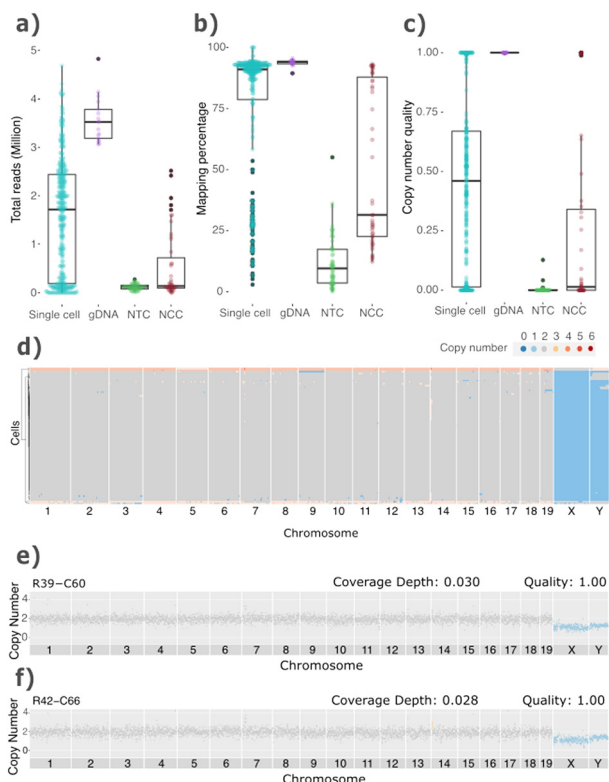 a)
b)
c)
Total reads (Million)
5
4
3
2
1
0
Single cell gDNA NTC NCC
Mapping percentage
100
75
50
25
0
Single cell gDNA NTC NCC
Copy number quality
1.00
0.75
0.50
0.25
0.00
Single cell gDNA NTC NCC
Copy number 0 1 2 3 4 5 6
d)
Cells
1 2 3 4 5 6 7 8 9 10 11 12 13 14 15 16 17 18 19 X Y
Chromosome
e)
R39−C60 Coverage Depth: 0.030 Quality: 1.00
Copy Number
4
2
0
1 2 3 4 5 6 7 8 9 10 11 12 13 14 15 16 17 18 19 X Y
Chromosome
f)
R42−C66 Coverage Depth: 0.028 Quality: 1.00
Copy Number
4
2
0
1 2 3 4 5 6 7 8 9 10 11 12 13 14 15 16 17 18 19 X Y
Chromosome